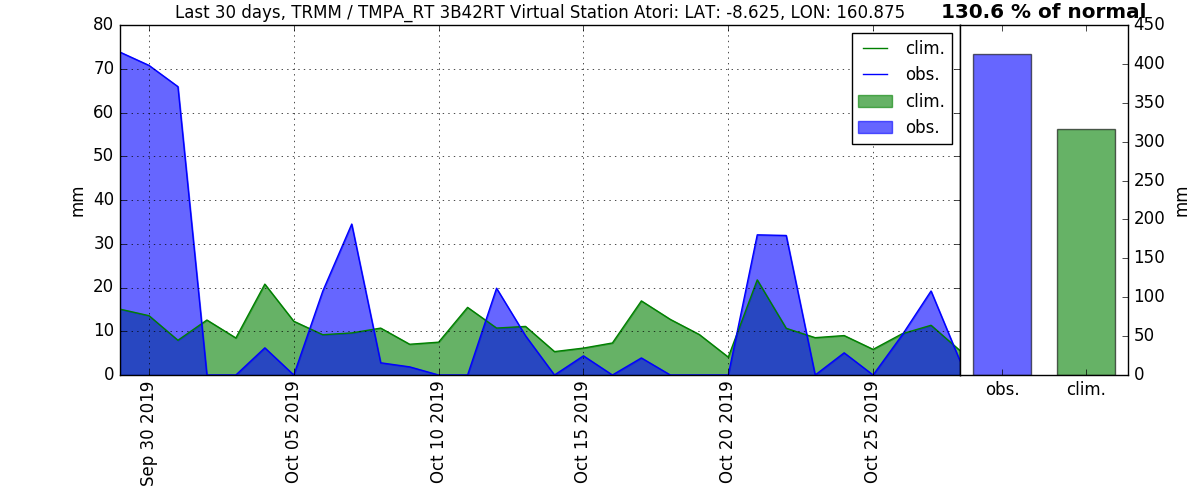 Last 30 days, TRMM / TMPA_RT 3B42RT Virtual Station Atori: LAT: -8.625, LON: 160.875
130.6 % of normal
80
70
60
50
40
30
20
10
0
mm
clim.
obs.
clim.
obs.
450
400
350
300
250
200
150
100
50
0
mm
Sep 30 2019
Oct 05 2019
Oct 10 2019
Oct 15 2019
Oct 20 2019
Oct 25 2019
obs.
clim.